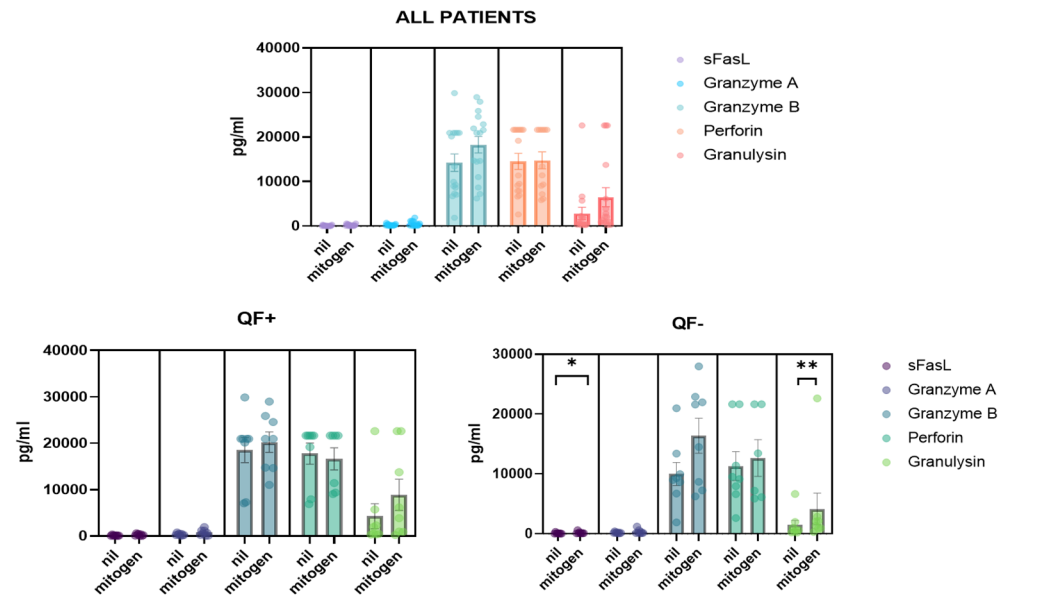 ALL PATIENTS
pg/ml
40000
30000
20000
10000
0
nil
mitogen
nil
mitogen
nil
mitogen
nil
mitogen
nil
mitogen
sFasL
Granzyme A
Granzyme B
Perforin
Granulysin
QF+
pg/ml
40000
30000
20000
10000
0
nil
mitogen
nil
mitogen
nil
mitogen
nil
mitogen
nil
mitogen
QF-
pg/ml
30000
20000
10000
0
*
**
nil
mitogen
nil
mitogen
nil
mitogen
nil
mitogen
nil
mitogen
sFasL
Granzyme A
Granzyme B
Perforin
Granulysin